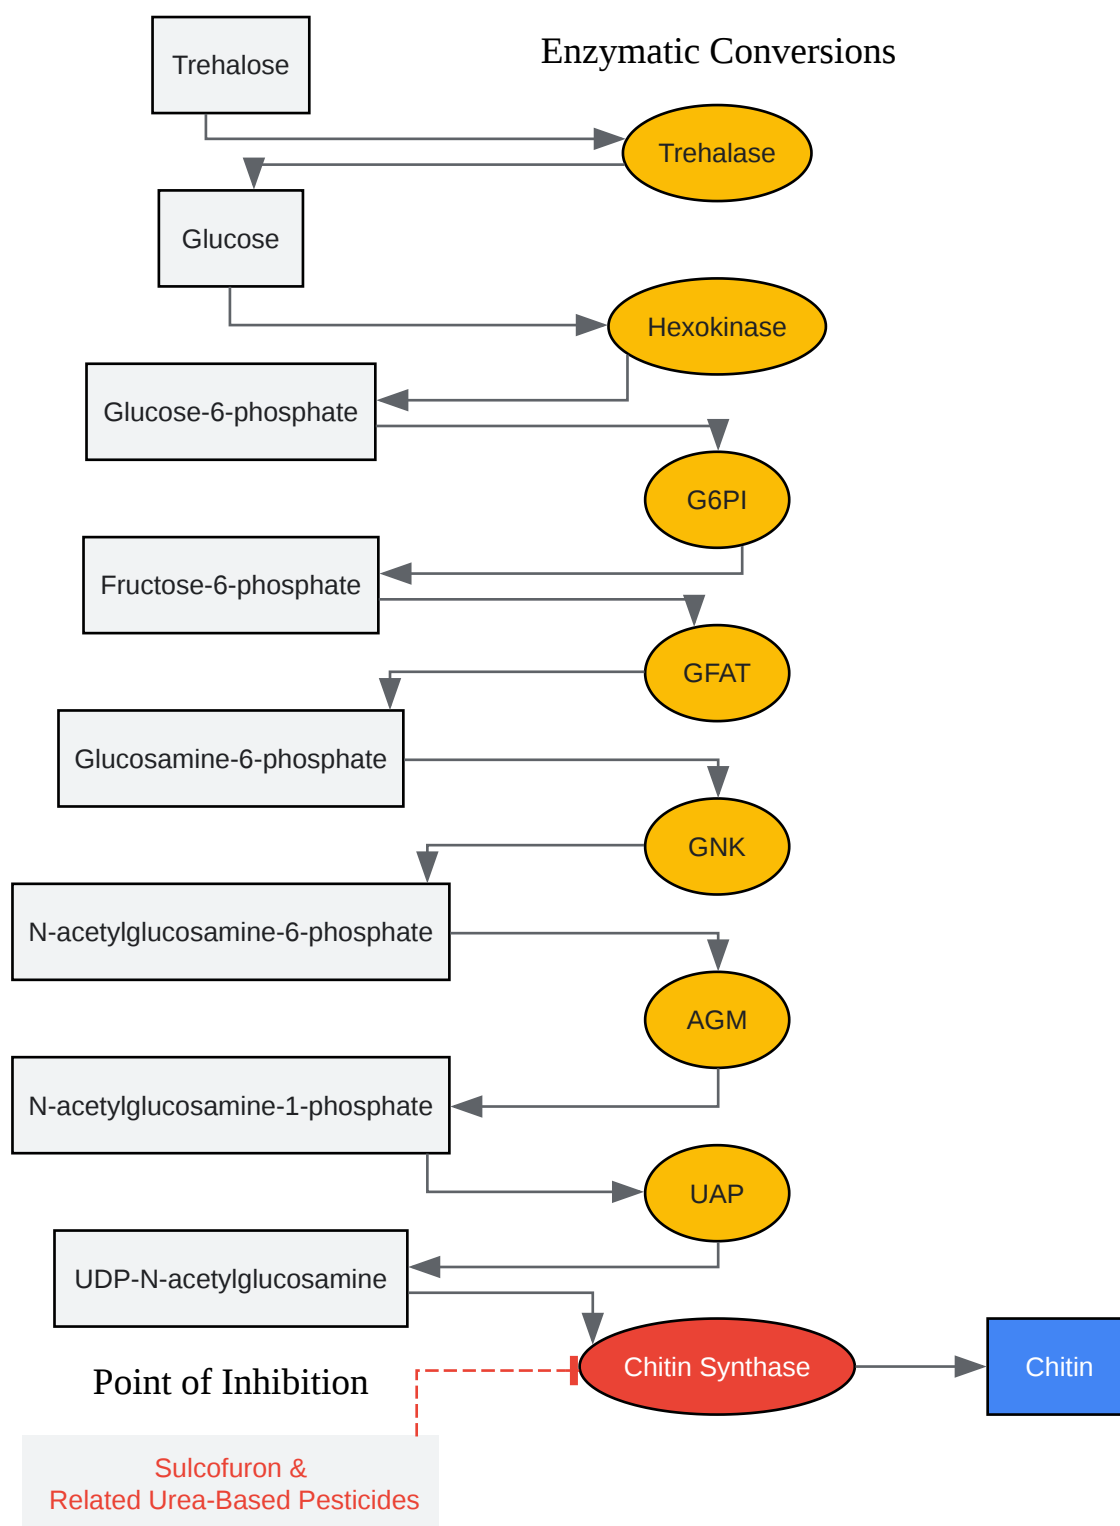 Trehalose
Enzymatic Conversions
Trehalase
Glucose
Hexokinase
Glucose-6-phosphate
G6PI
Fructose-6-phosphate
GFAT
Glucosamine-6-phosphate
GNK
N-acetylglucosamine-6-phosphate
AGM
N-acetylglucosamine-1-phosphate
UAP
UDP-N-acetylglucosamine
Chitin Synthase
Chitin
Point of Inhibition
Sulcofuron &
Related Urea-Based Pesticides